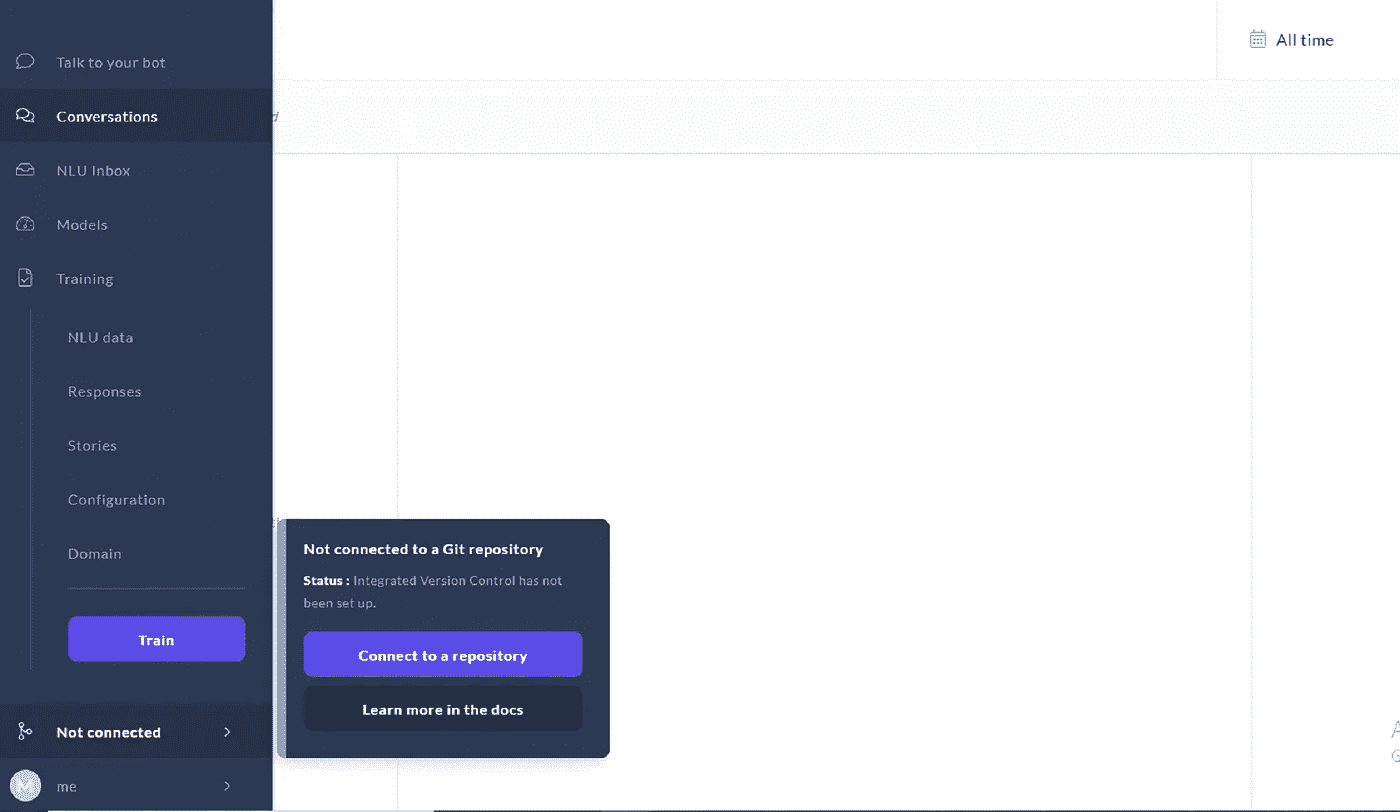 Talk to your bot
Conversations
NLU Inbox
Models
Training
NLU data
Responses
Stories
Configuration
Domain
Train
Not connected
M
me
All time
Not connected to a Git repository
Status : Integrated Version Control has not
been set up.
Connect to a repository
Learn more in the docs